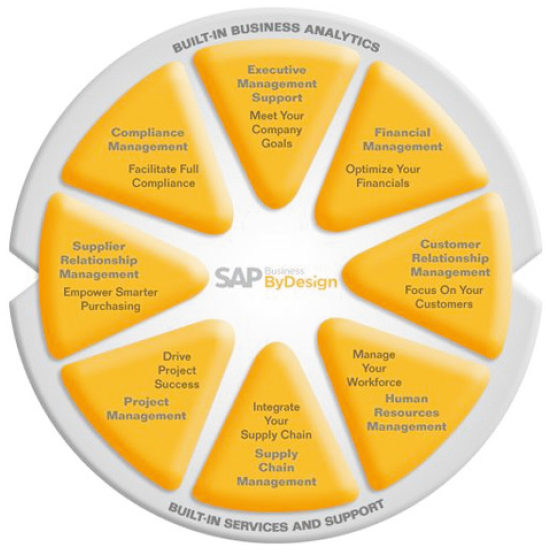 BUILT-IN BUSINESS ANALYTICS
Executive
Management
Support
Meet Your
Company
Goals
Financial
Management
Optimize Your
Financials
Customer
Relationship
Management
Focus On Your
Customers
Manage
Your
Workforce
Human
Resources
Management
Integrate
Your
Supply Chain
Supply
Chain
Management
Drive
Project
Success
Project
Management
Supplier
Relationship
Management
Empower Smarter
Purchasing
Compliance
Management
Facilitate Full
Compliance
SAP Business
ByDesign
BUILT-IN SERVICES AND SUPPORT